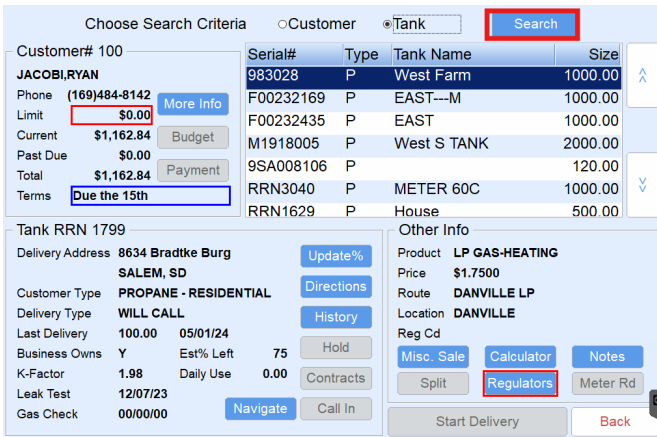 Choose Search Criteria Customer Tank Search
Customer# 100
JACOBI,RYAN
Phone (169)484-8142 More Info
Limit $0.00
Current $1,162.84 Budget
Past Due $0.00
Total $1,162.84 Payment
Terms Due the 15th
Serial# Type Tank Name Size
983028 P West Farm 1000.00
F00232169 P EAST---M 1000.00
F00232435 P EAST 1000.00
M1918005 P West S TANK 2000.00
9SA008106 P 120.00
RRN3040 P METER 60C 1000.00
RRN1629 P House 500.00
Tank RRN 1799
Delivery Address 8634 Bradtke Burg Update%
SALEM, SD Directions
Customer Type PROPANE - RESIDENTIAL
Delivery Type WILL CALL History
Last Delivery 100.00 05/01/24
Business Owns Y Est% Left 75 Hold
K-Factor 1.98 Daily Use 0.00 Contracts
Leak Test 12/07/23
Gas Check 00/00/00 Navigate Call In
Other Info
Product LP GAS-HEATING
Price $1.7500
Route DANVILLE LP
Location DANVILLE
Reg Cd
Misc. Sale Calculator Notes
Split Regulators Meter Rd
Start Delivery Back